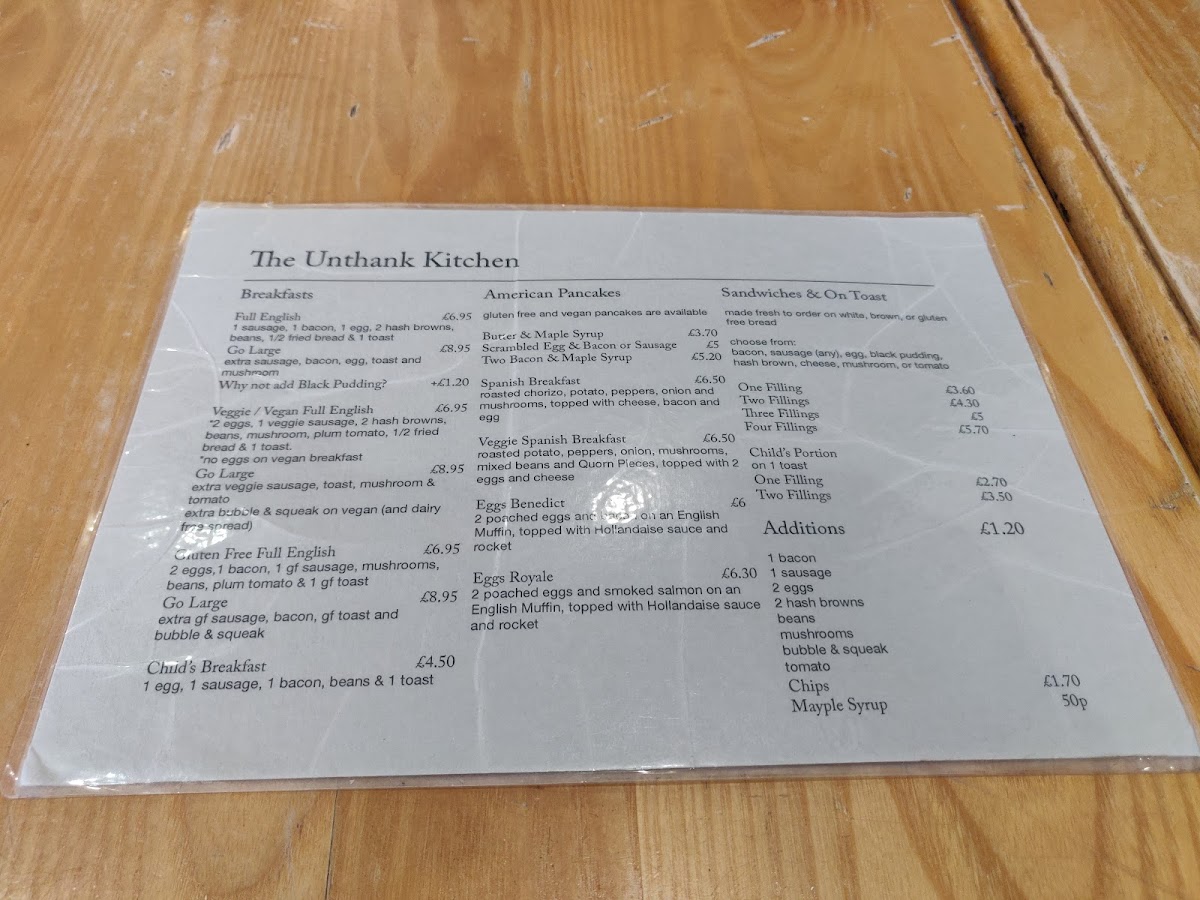 The Unthank Kitchen
Breakfasts
Full English £6.95
1 sausage, 1 bacon, 1 egg, 2 hash browns,
beans, 1/2 fried bread & 1 toast
Go Large £8.95
extra sausage, bacon, egg, toast and
mushroom
Why not add Black Pudding? +£1.20
Veggie / Vegan Full English £6.95
*2 eggs, 1 veggie sausage, 2 hash browns,
beans, mushroom, plum tomato, 1/2 fried
bread & 1 toast.
*no eggs on vegan breakfast
Go Large £8.95
extra veggie sausage, toast, mushroom &
tomato
extra bubble & squeak on vegan (and dairy
free spread)
Gluten Free Full English £6.95
2 eggs,1 bacon, 1 gf sausage, mushrooms,
beans, plum tomato & 1 gf toast
Go Large £8.95
extra gf sausage, bacon, gf toast and
bubble & squeak
Child's Breakfast £4.50
1 egg, 1 sausage, 1 bacon, beans & 1 toast
American Pancakes
gluten free and vegan pancakes are available
Butter & Maple Syrup £3.70
Scrambled Egg & Bacon or Sausage £5
Two Bacon & Maple Syrup £5.20
Spanish Breakfast £6.50
roasted chorizo, potato, peppers, onion and
mushrooms, topped with cheese, bacon and
egg
Veggie Spanish Breakfast £6.50
roasted potato, peppers, onion, mushrooms,
mixed beans and Quorn Pieces, topped with 2
eggs and cheese
Eggs Benedict £6
2 poached eggs and bacon on an English
Muffin, topped with Hollandaise sauce and
rocket
Eggs Royale £6.30
2 poached eggs and smoked salmon on an
English Muffin, topped with Hollandaise sauce
and rocket
Sandwiches & On Toast
made fresh to order on white, brown, or gluten
free bread
choose from:
bacon, sausage (any), egg, black pudding,
hash brown, cheese, mushroom, or tomato
One Filling £3.60
Two Fillings £4.30
Three Fillings £5
Four Fillings £5.70
Child's Portion
on 1 toast
One Filling £2.70
Two Fillings £3.50
Additions £1.20
1 bacon
1 sausage
2 eggs
2 hash browns
beans
mushrooms
bubble & squeak
tomato
Chips £1.70
Mayple Syrup 50p